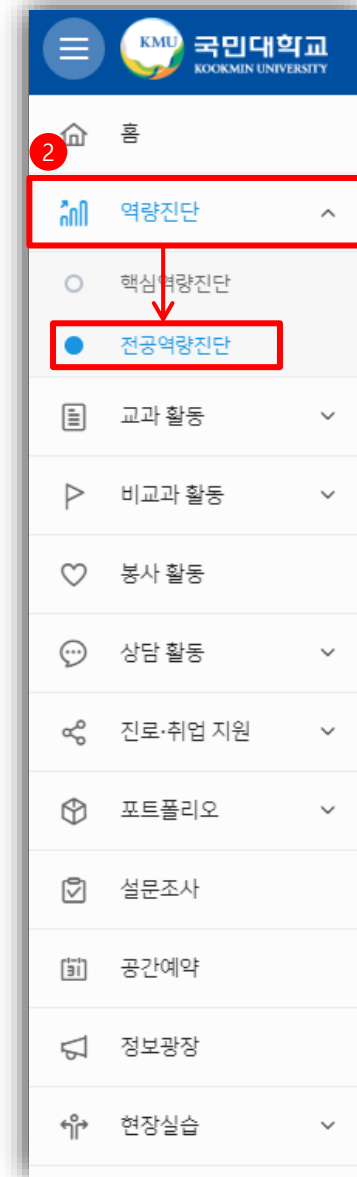 KMU
국민대학교
KOOKMIN UNIVERSITY
홈
2
역량진단
핵심역량진단
전공역량진단
교과 활동
비교과 활동
봉사 활동
상담 활동
진로·취업 지원
포트폴리오
설문조사
31
공간예약
정보광장
현장실습